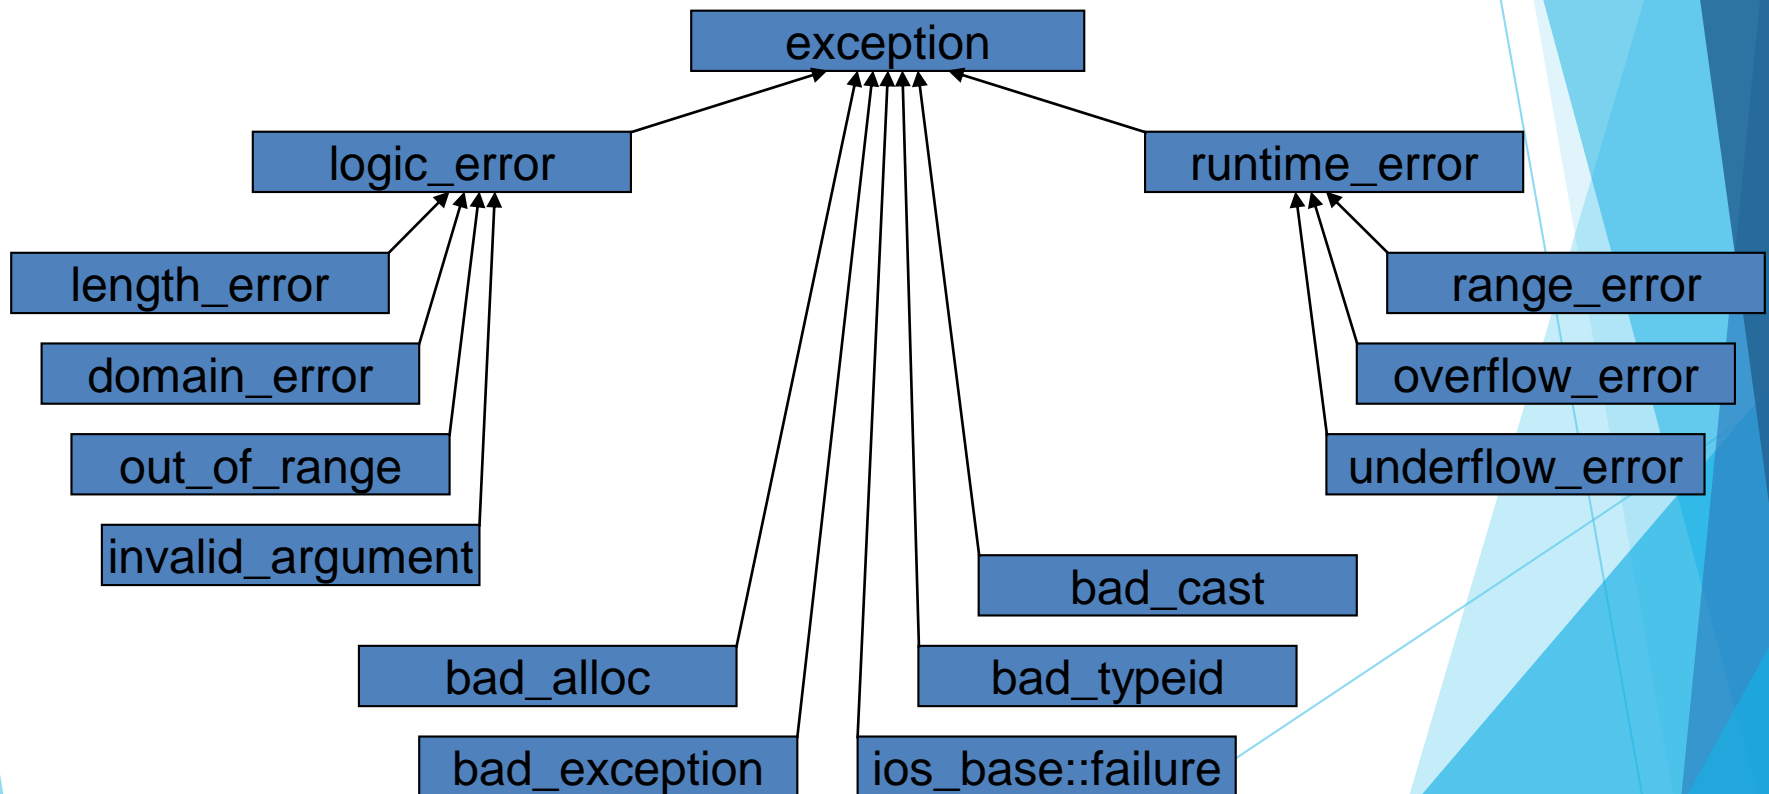 exception
logic_error
runtime_error
length_error
range_error
domain_error
overflow_error
out_of_range
underflow_error
invalid_argument
bad_cast
bad_alloc
bad_typeid
bad_exception
ios_base::failure